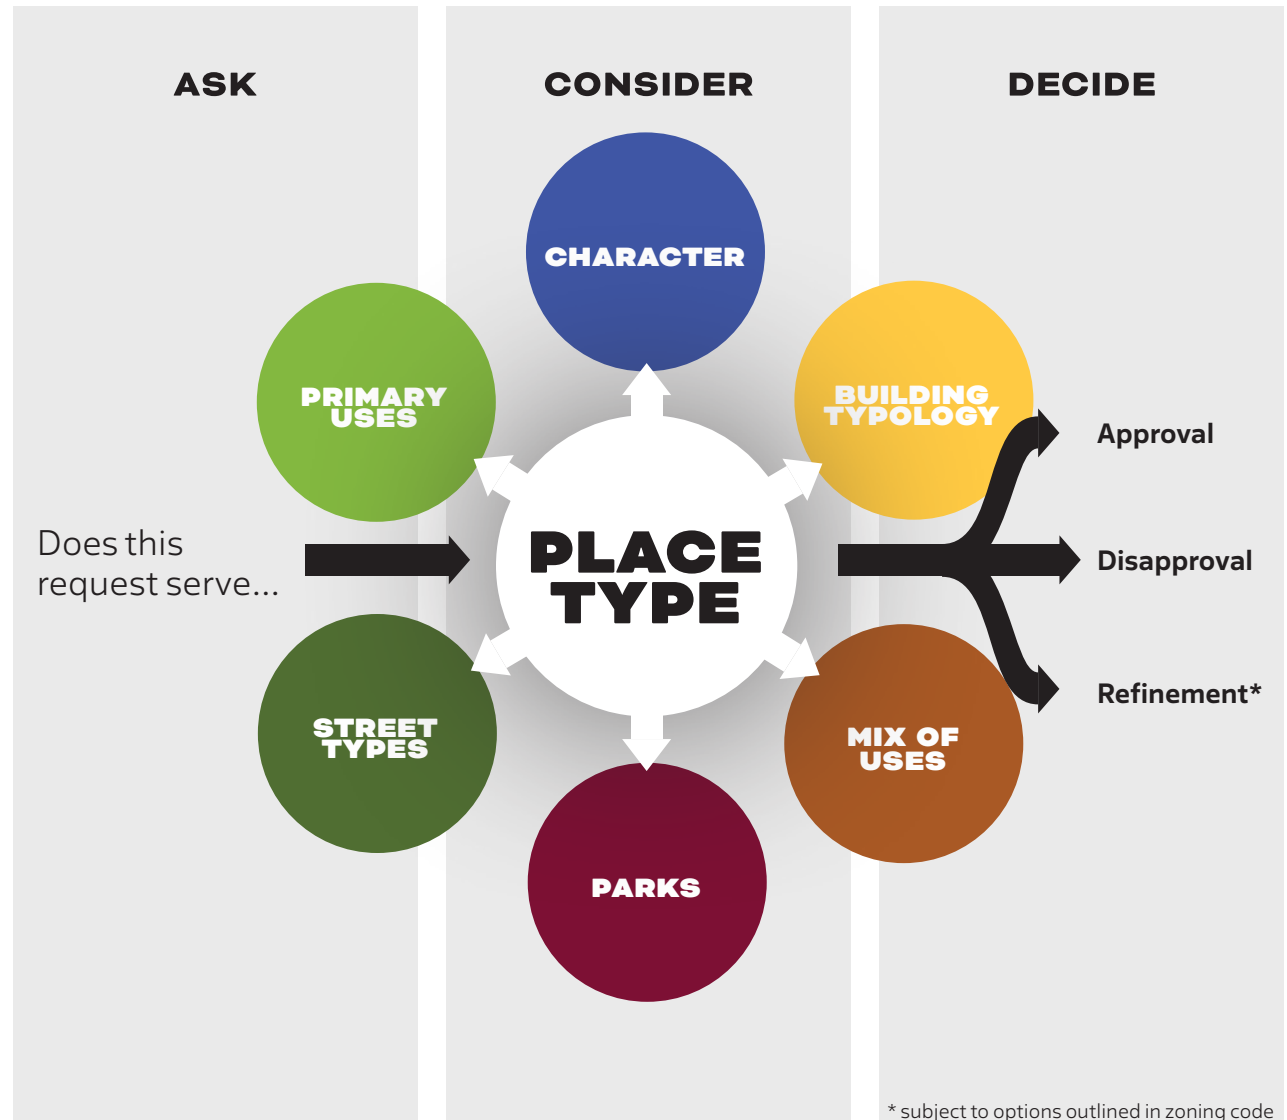 ASK
CONSIDER
DECIDE
CHARACTER
PRIMARY
USES
BUILDING
TYPOLOGY
Approval
Does this
request serve...
PLACE
TYPE
Disapproval
Refinement*
STREET
TYPES
MIX OF
USES
PARKS
* subject to options outlined in zoning code